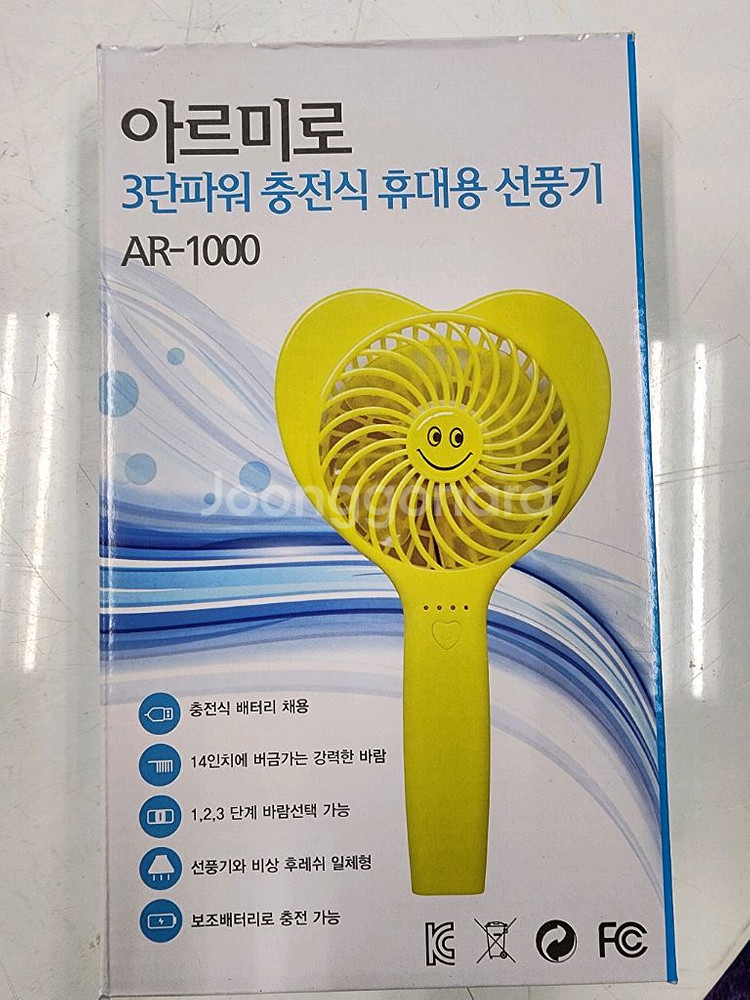 아르미로
3단파워 충전식 휴대용 선풍기
AR-1000
Joonggonara
충전식 배터리 채용
14인치에 버금가는 강력한 바람
1,2,3 단계 바람선택 가능
선풍기와 비상 후레쉬 일체형
보조배터리로 충전 가능
KC
FC